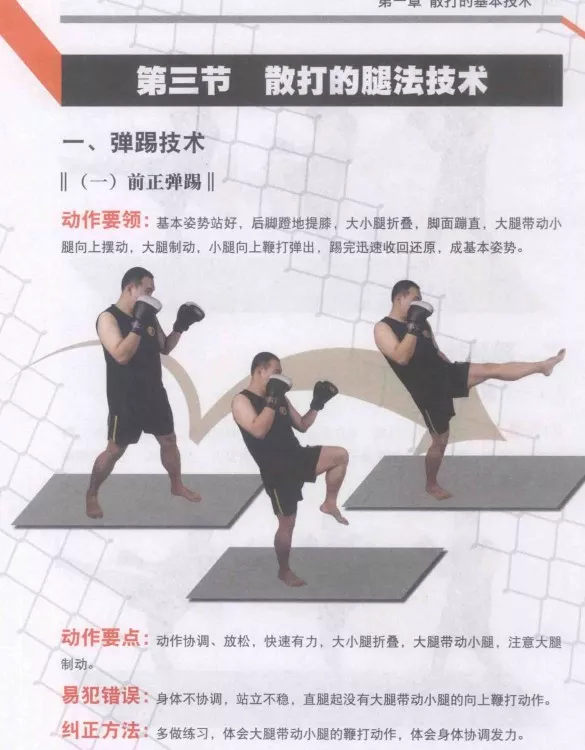 第一章 散打的基本技术
第三节 散打的腿法技术
一、弹踢技术
‖（一）前正弹踢‖
动作要领：基本姿势站好，后脚蹬地提膝，大小腿折叠，脚面蹦直，大腿带动小
腿向上摆动，大腿制动，小腿向上鞭打弹出，踢完迅速收回还原，成基本姿势。
动作要点：动作协调、放松，快速有力，大小腿折叠，大腿带动小腿，注意大腿
制动。
易犯错误：身体不协调，站立不稳，直腿起没有大腿带动小腿的向上鞭打动作。
纠正方法：多做练习，体会大腿带动小腿的鞭打动作，体会身体协调发力。